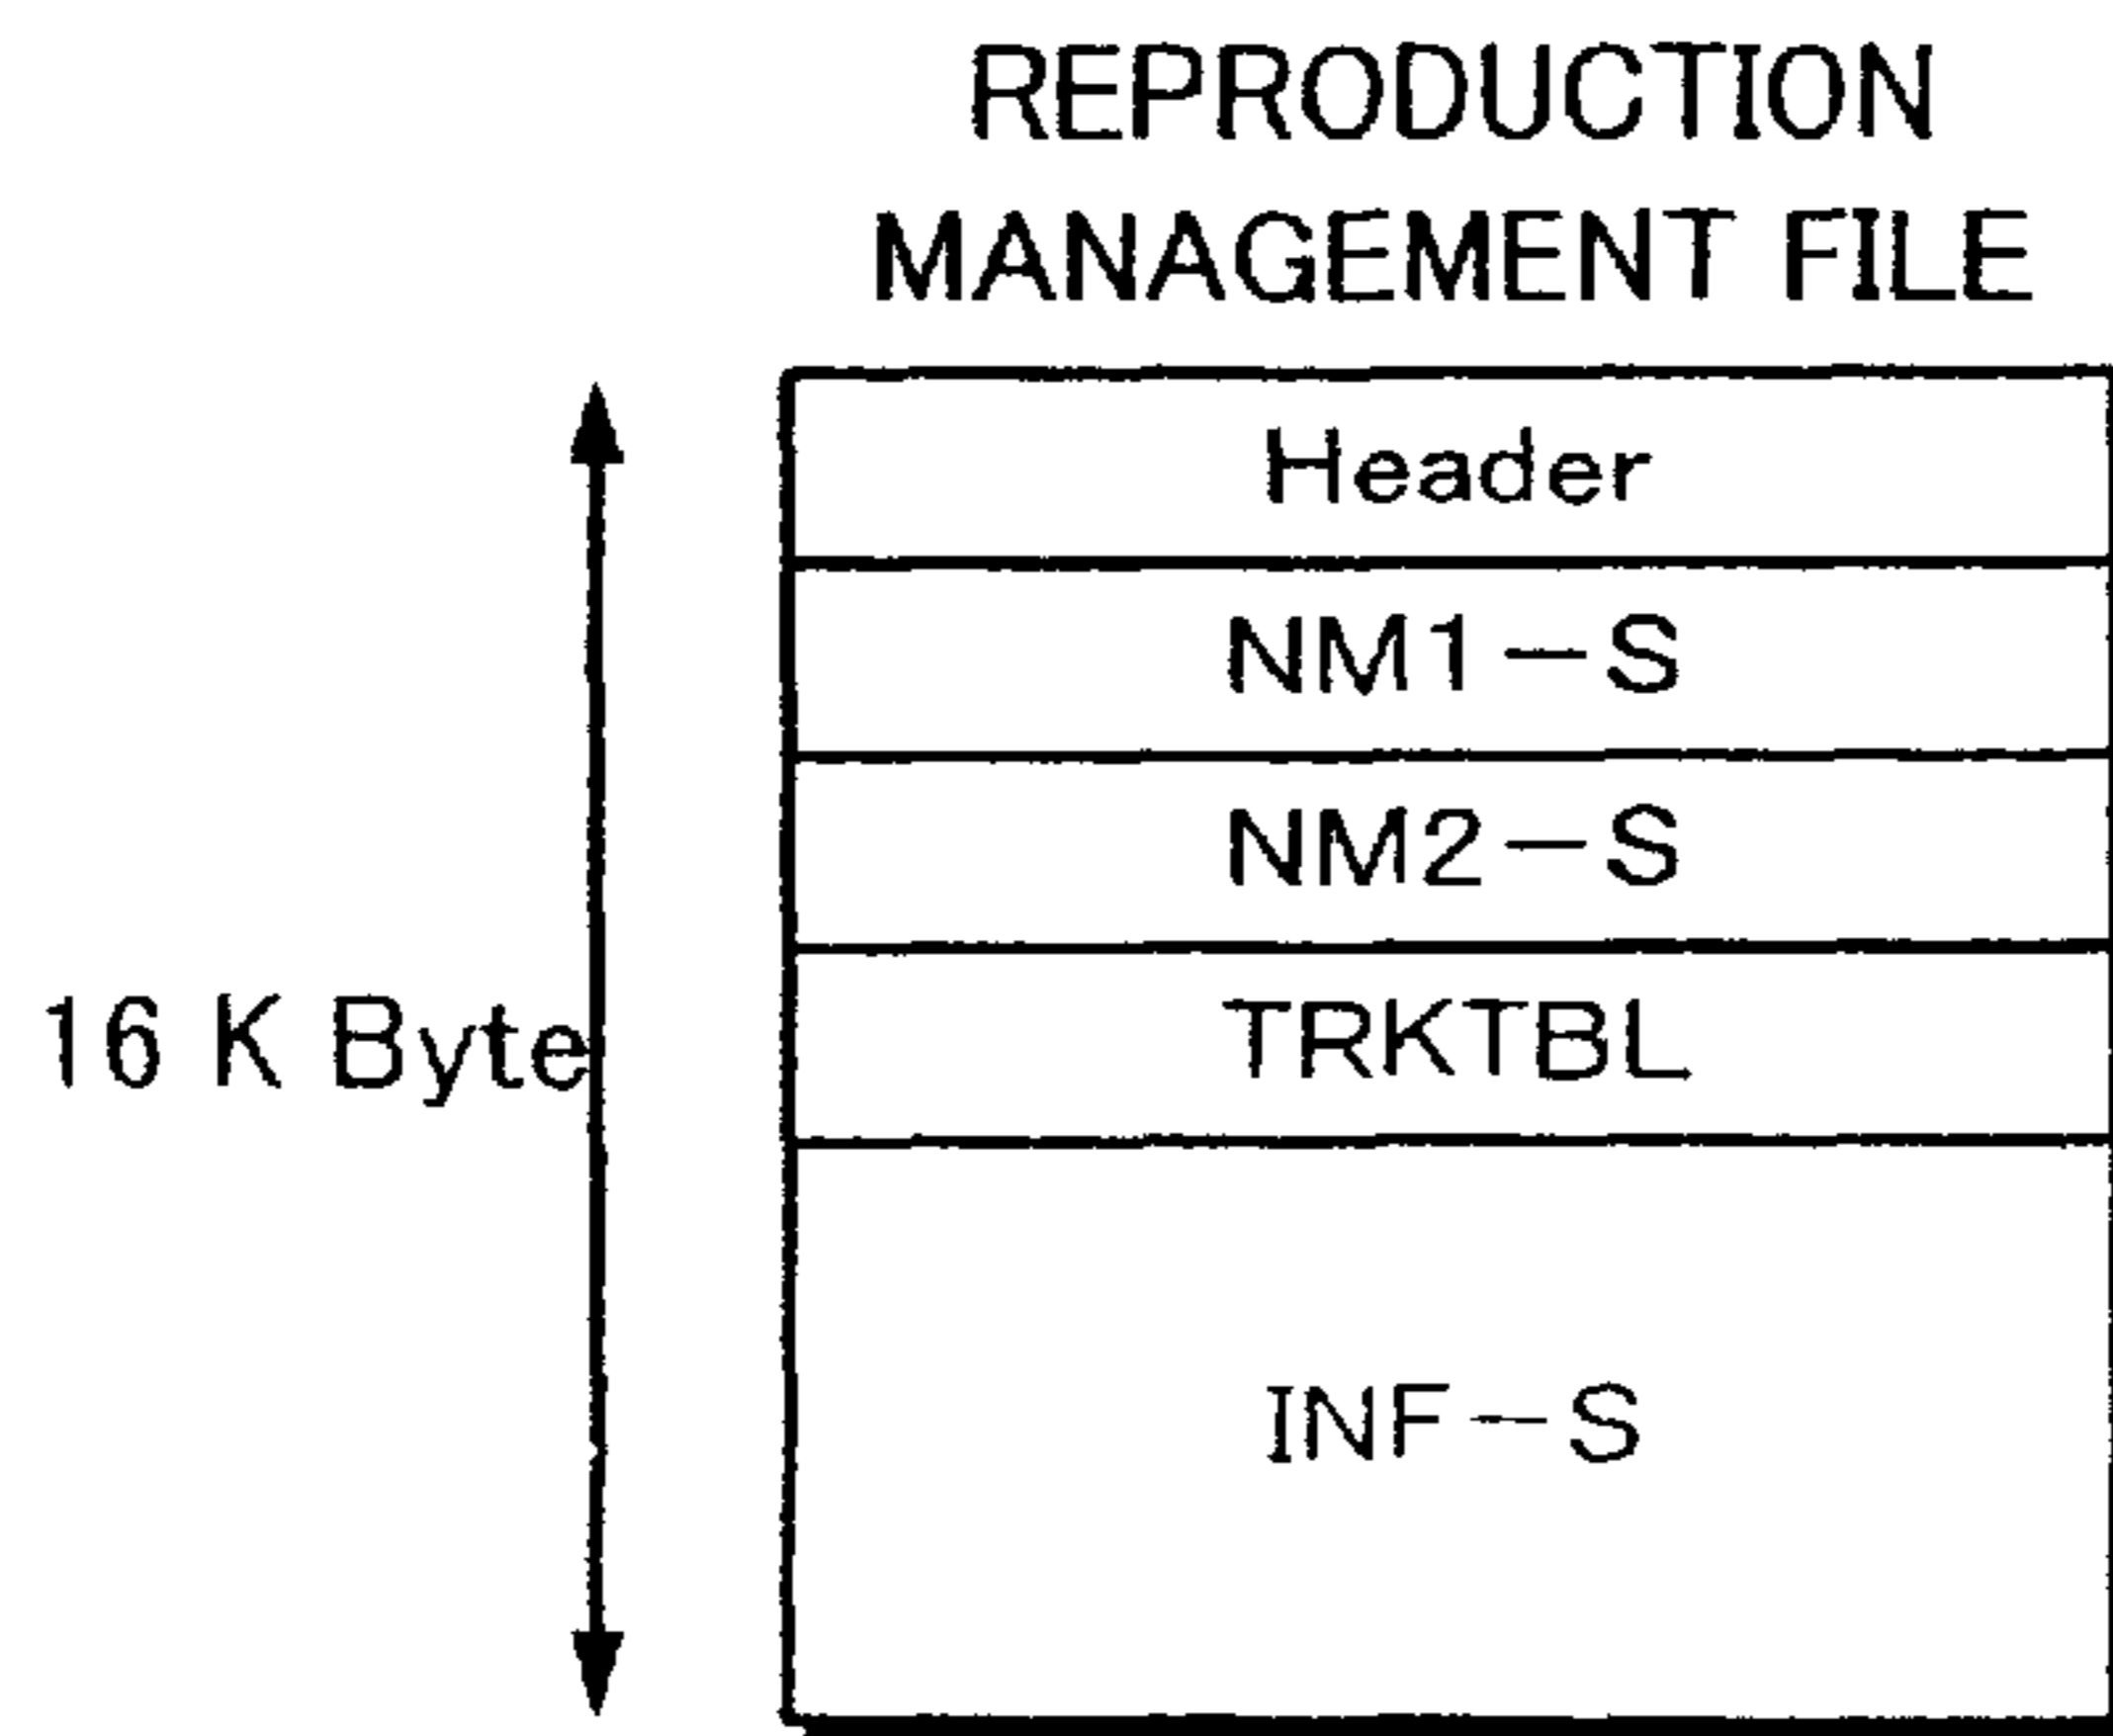 REPRODUCTION
MANAGEMENT FILE
Header
NM1-S
NM2-S
TRKTBL
16 K Byte
INF-S